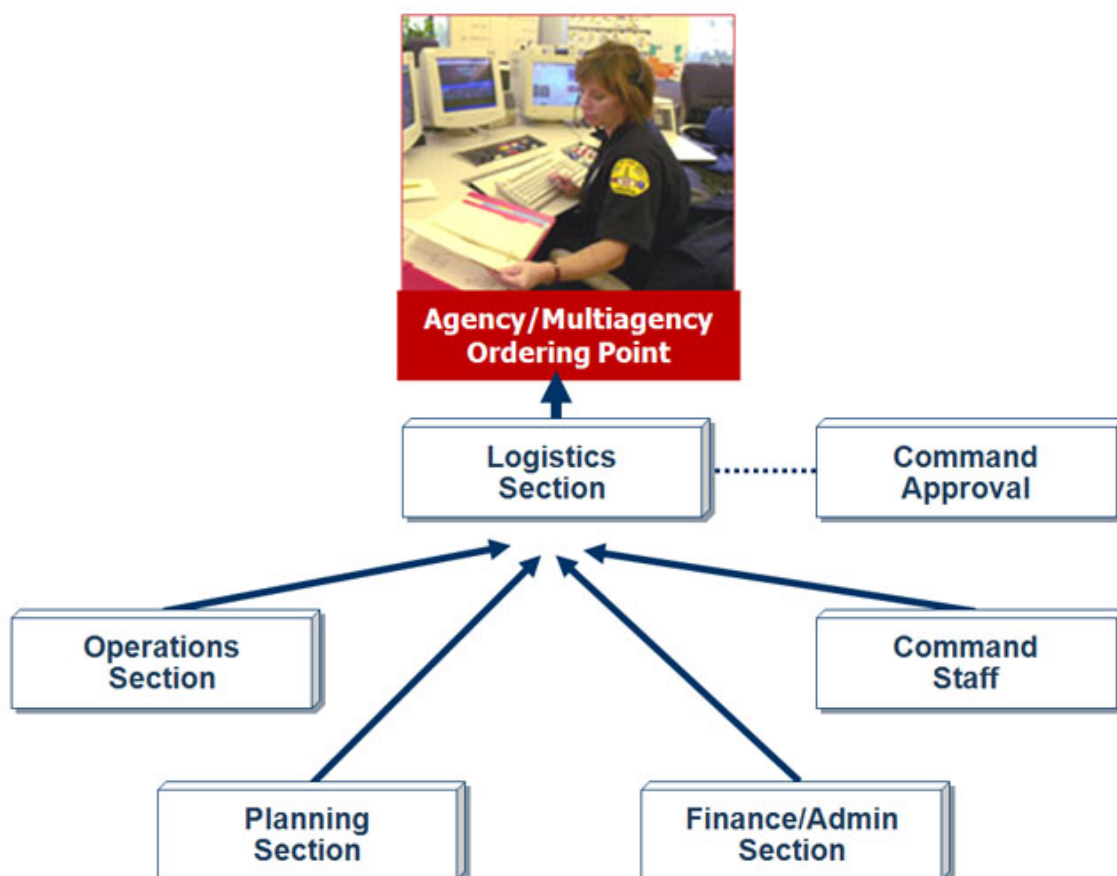 Agency/Multiagency
Ordering Point
Logistics
Section
Command
Approval
Operations
Section
Command
Staff
Planning
Section
Finance/Admin
Section